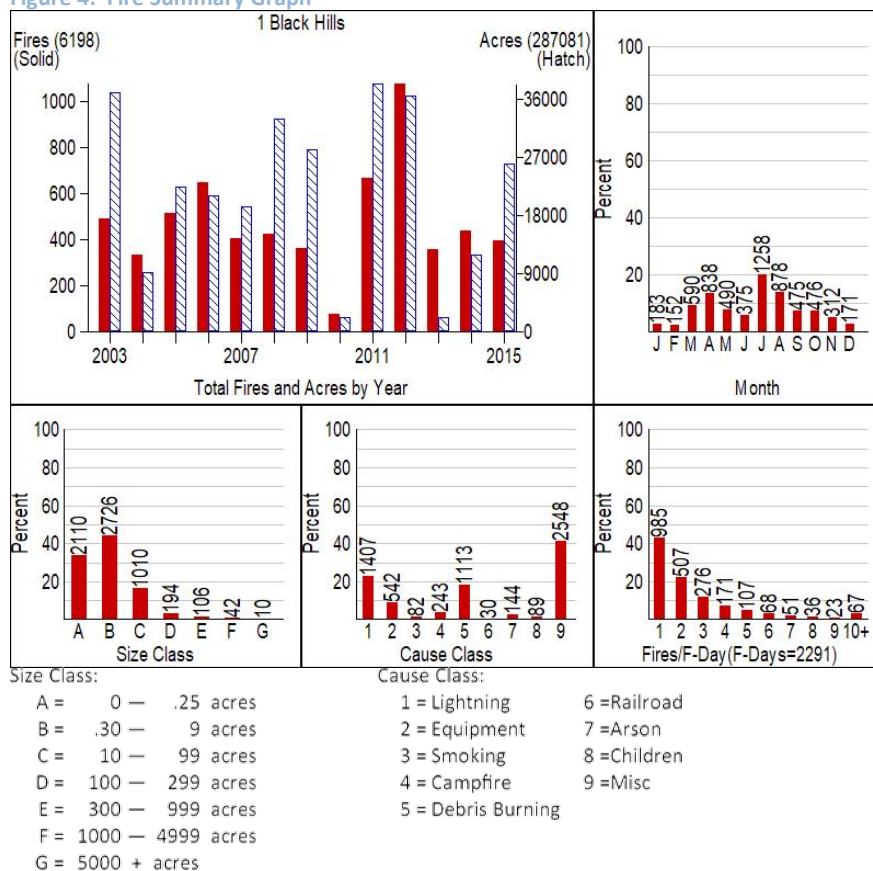 Figure 4: Fire Summary Graph
1 Black Hills
Fires (6198)
(Solid)
Acres (287081)
(Hatch)
1000
800
600
400
200
0
36000
27000
18000
9000
0
2003 2007 2011 2015
Total Fires and Acres by Year
Percent
100
80
60
40
20
183 152 590 838 490 375 1258 878 475 476 312 171
J F M A M J J A S O N D
Month
Percent
100
80
60
40
20
2110 2726 1010 194 106 42 10
A B C D E F G
Size Class
Percent
100
80
60
40
20
1407 542 82 243 1113 30 144 89 2548
1 2 3 4 5 6 7 8 9
Cause Class
Percent
100
80
60
40
20
985 507 276 171 107 68 51 36 23 67
1 2 3 4 5 6 7 8 9 10+
Fires/F-Day(F-Days=2291)
Size Class:
A = 0 — .25 acres
B = .30 — 9 acres
C = 10 — 99 acres
D = 100 — 299 acres
E = 300 — 999 acres
F = 1000 — 4999 acres
G = 5000 + acres
Cause Class:
1 = Lightning
2 = Equipment
3 = Smoking
4 = Campfire
5 = Debris Burning
6 =Railroad
7 =Arson
8 =Children
9 =Misc